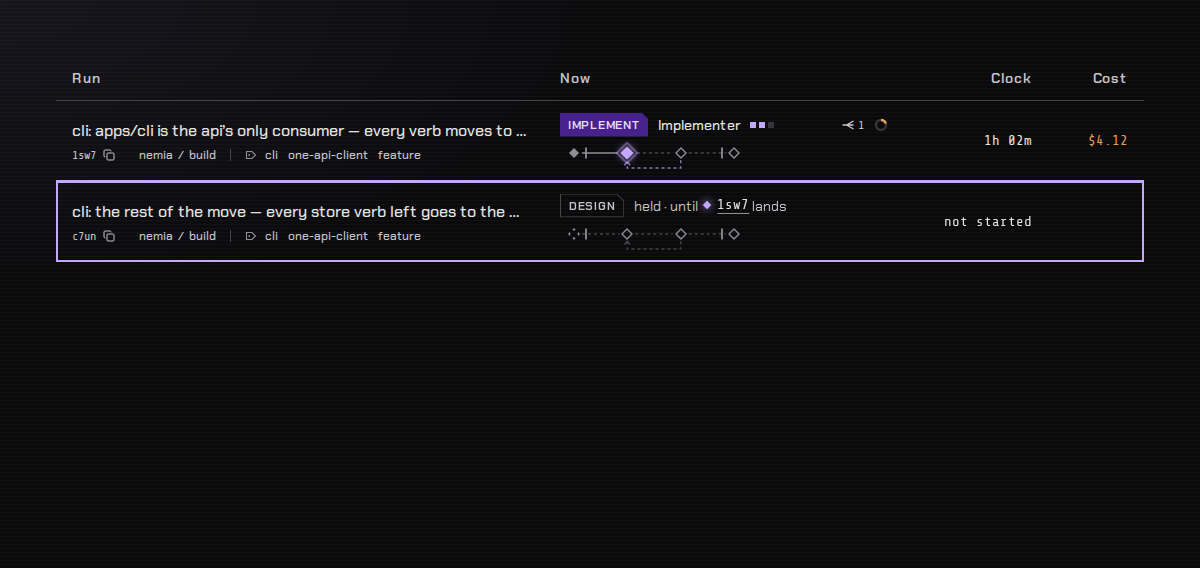 Run Now Clock Cost
cli: apps/cli is the api's only consumer — every verb moves to ...
IMPLEMENT Implementer 1
1h 02m $4.12
1sw7 nemia / build cli one-api-client feature
cli: the rest of the move — every store verb left goes to the ...
DESIGN held · until 1sw7 lands
not started
c7un nemia / build cli one-api-client feature